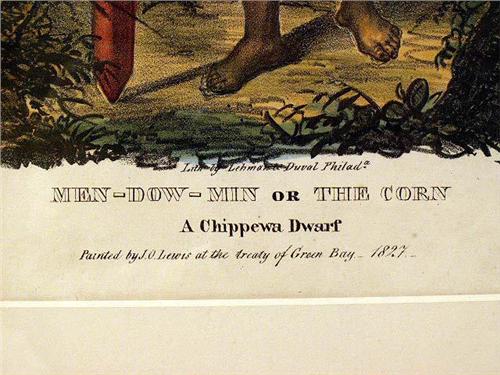 Lith by Lehman & Duval Philada.
MEN-DOW-MIN OR THE CORN
A Chippewa Dwarf
Painted by J.O. Lewis at the treaty of Green Bay. 1827.